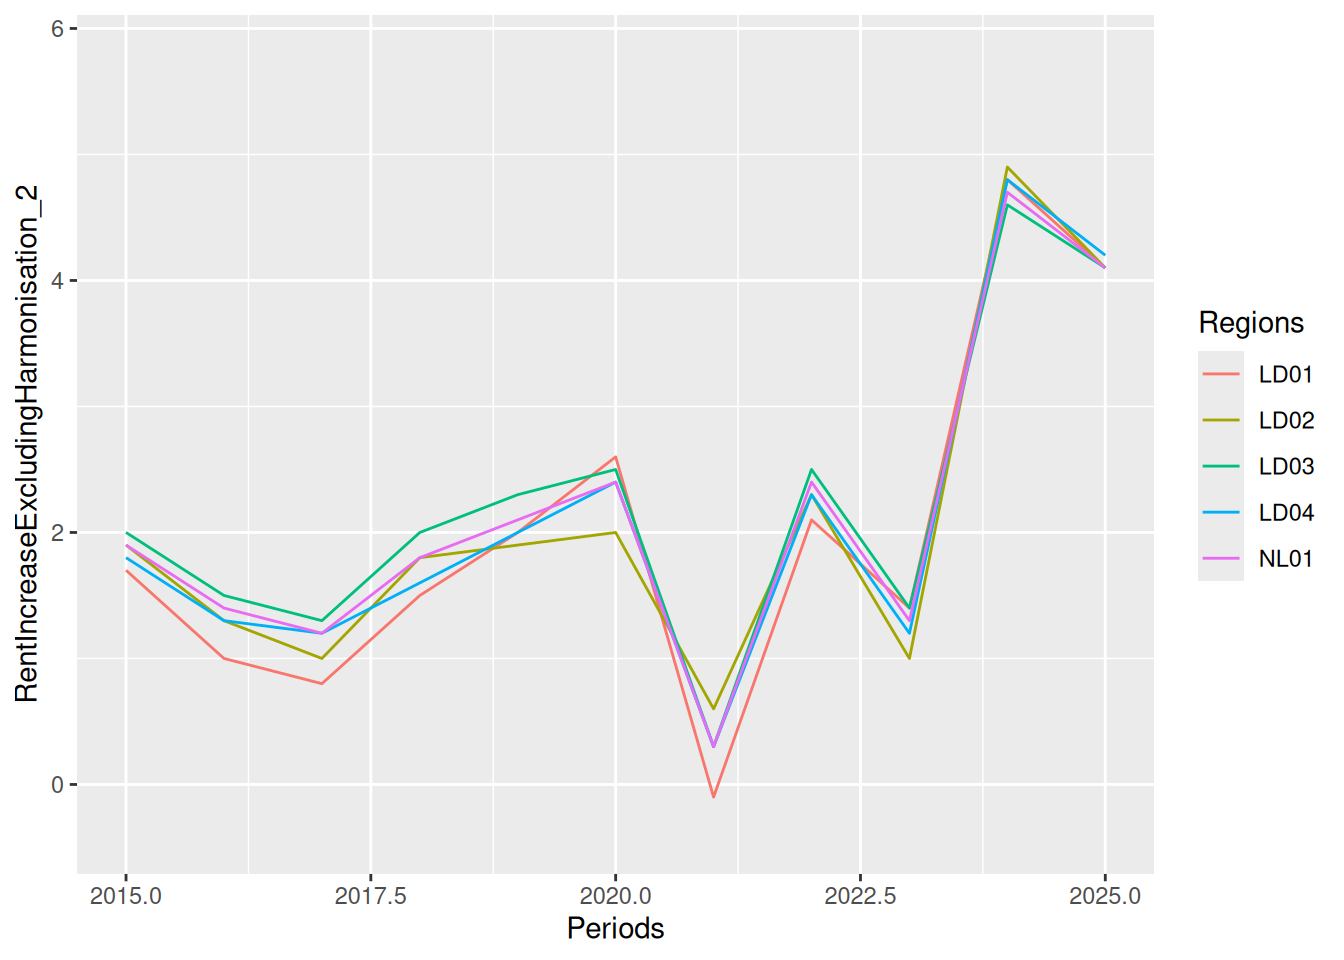 6
4
2
0
RentIncreaseExcludingHarmonisation_2
2015.0 2017.5 2020.0 2022.5 2025.0
Periods
Regions
LD01
LD02
LD03
LD04
NL01